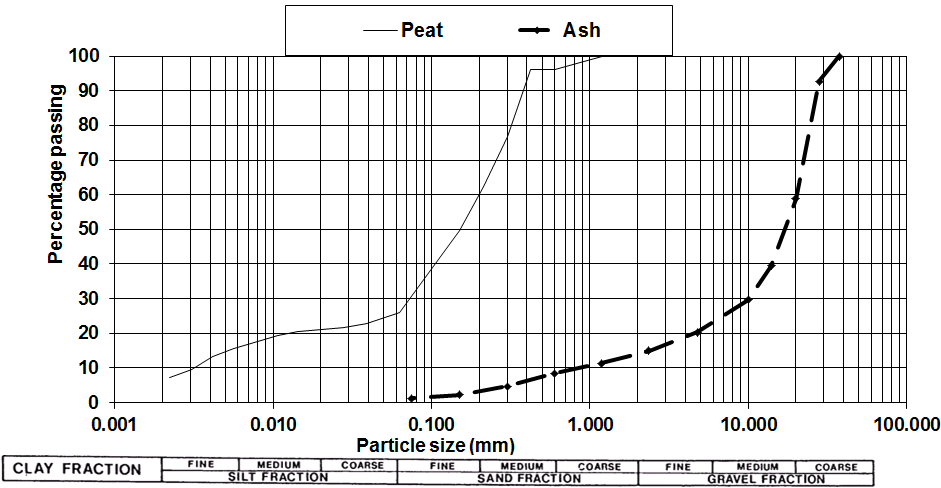 Peat Ash
Percentage passing
100
90
80
70
60
50
40
30
20
10
0
0.001 0.010 0.100 1.000 10.000 100.000
Particle size (mm)
CLAY FRACTION
FINE MEDIUM COARSE FINE MEDIUM COARSE FINE MEDIUM COARSE
SILT FRACTION SAND FRACTION GRAVEL FRACTION